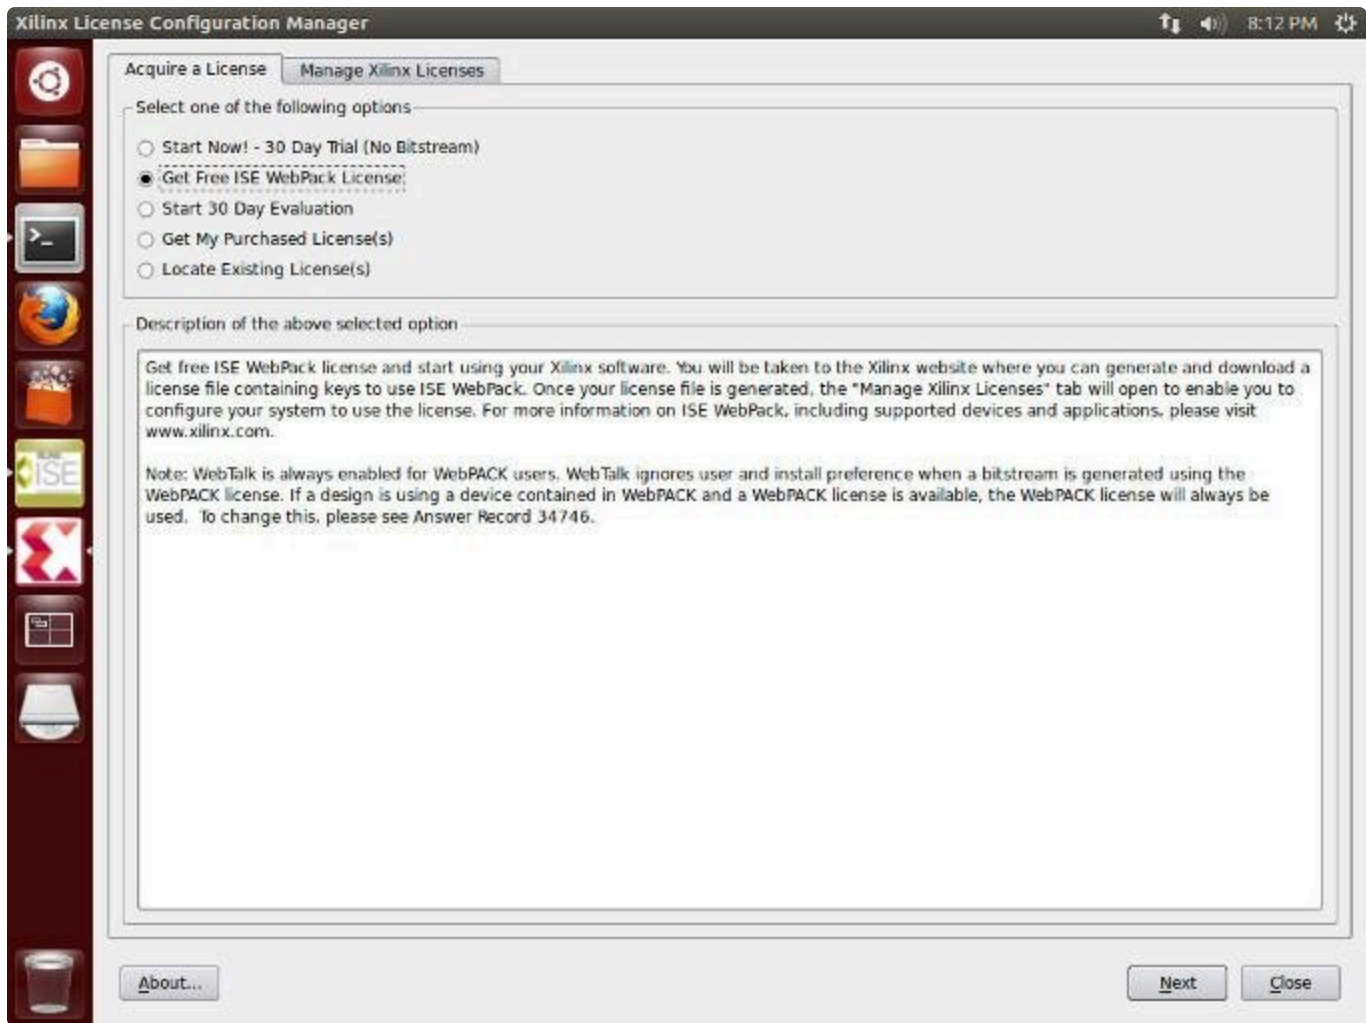 Xilinx License Configuration Manager
8:12 PM
Acquire a License
Manage Xilinx Licenses
Select one of the following options
Start Now! - 30 Day Trial (No Bitstream)
Get Free ISE WebPack License
Start 30 Day Evaluation
Get My Purchased License(s)
Locate Existing License(s)
Description of the above selected option
Get free ISE WebPack license and start using your Xilinx software. You will be taken to the Xilinx website where you can generate and download a
license file containing keys to use ISE WebPack. Once your license file is generated, the "Manage Xilinx Licenses" tab will open to enable you to
configure your system to use the license. For more information on ISE WebPack, including supported devices and applications, please visit
www.xilinx.com.
Note: WebTalk is always enabled for WebPACK users. WebTalk ignores user and install preference when a bitstream is generated using the
WebPACK license. If a design is using a device contained in WebPACK and a WebPACK license is available, the WebPACK license will always be
used.  To change this, please see Answer Record 34746.
ISE
About...
Next
Close